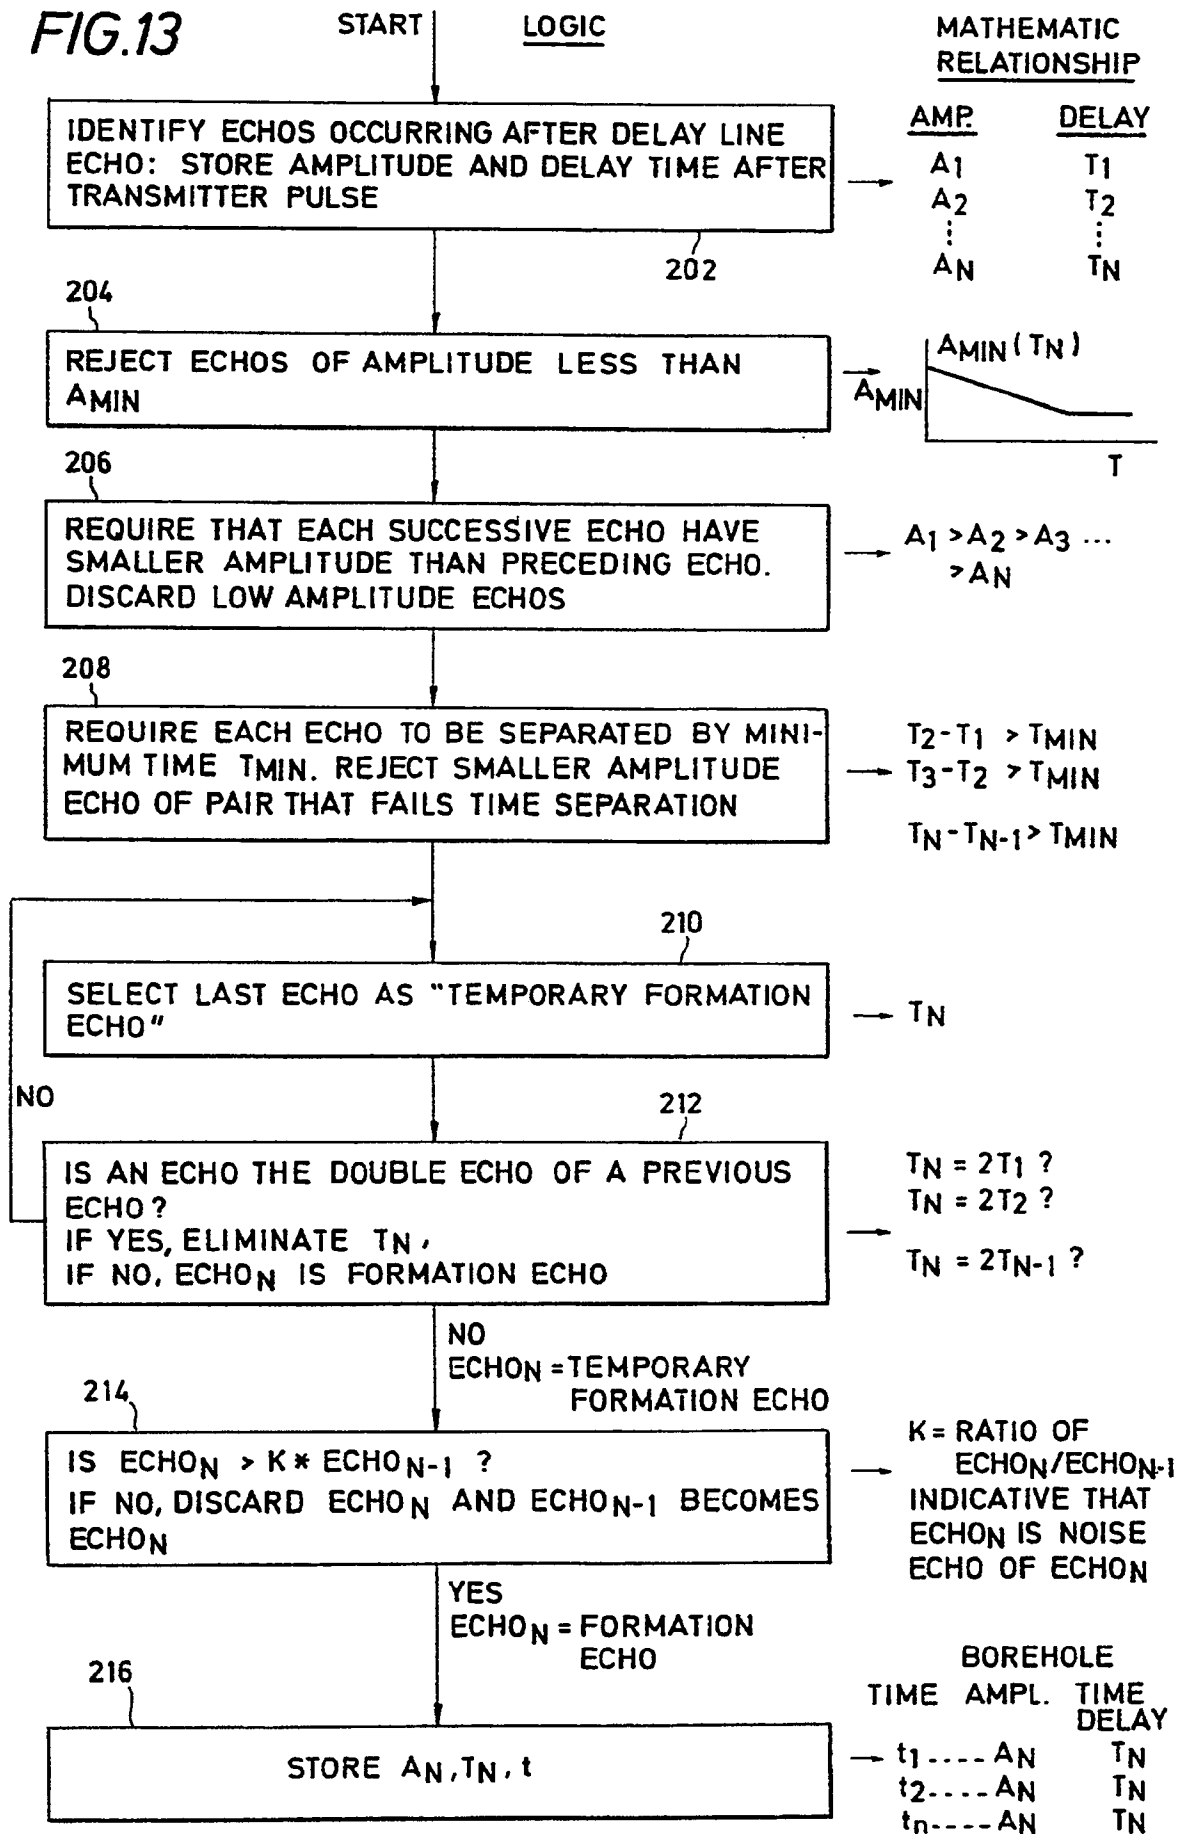 FIG.13
START
LOGIC
MATHEMATIC
RELATIONSHIP
IDENTIFY ECHOS OCCURRING AFTER DELAY LINE
ECHO: STORE AMPLITUDE AND DELAY TIME AFTER
TRANSMITTER PULSE
202
AMP. DELAY
A1 T1
A2 T2
AN TN
204
REJECT ECHOS OF AMPLITUDE LESS THAN
AMIN
AMIN (TN)
AMIN
T
206
REQUIRE THAT EACH SUCCESSIVE ECHO HAVE
SMALLER AMPLITUDE THAN PRECEDING ECHO.
DISCARD LOW AMPLITUDE ECHOS
A1 > A2 > A3 ...
> AN
208
REQUIRE EACH ECHO TO BE SEPARATED BY MINI-
MUM TIME TMIN. REJECT SMALLER AMPLITUDE
ECHO OF PAIR THAT FAILS TIME SEPARATION
T2-T1 > TMIN
T3-T2 > TMIN
TN-TN-1 > TMIN
210
SELECT LAST ECHO AS "TEMPORARY FORMATION
ECHO"
TN
NO
212
IS AN ECHO THE DOUBLE ECHO OF A PREVIOUS
ECHO?
IF YES, ELIMINATE TN,
IF NO, ECHON IS FORMATION ECHO
TN = 2T1 ?
TN = 2T2 ?
TN = 2TN-1 ?
NO
ECHON = TEMPORARY
FORMATION ECHO
214
IS ECHON > K* ECHON-1 ?
IF NO, DISCARD ECHON AND ECHON-1 BECOMES
ECHON
K = RATIO OF
ECHON/ECHON-1
INDICATIVE THAT
ECHON IS NOISE
ECHO OF ECHON
YES
ECHON = FORMATION
ECHO
216
STORE AN, TN, t
BOREHOLE
TIME AMPL. TIME
DELAY
t1 .... AN TN
t2 .... AN TN
tn .... AN TN